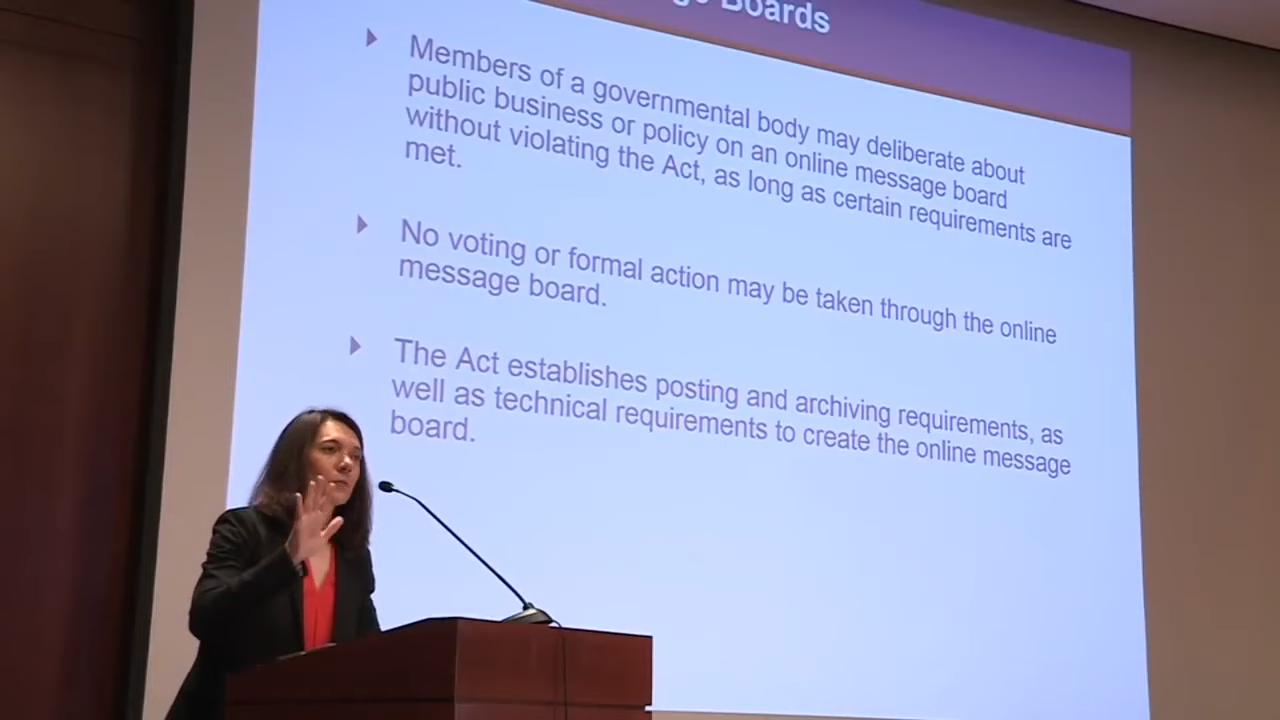 Boards
Members of a governmental body may deliberate about
public business or policy on an online message board
without violating the Act, as long as certain requirements are
met.
No voting or formal action may be taken through the online
message board.
The Act establishes posting and archiving requirements, as
well as technical requirements to create the online message
board.